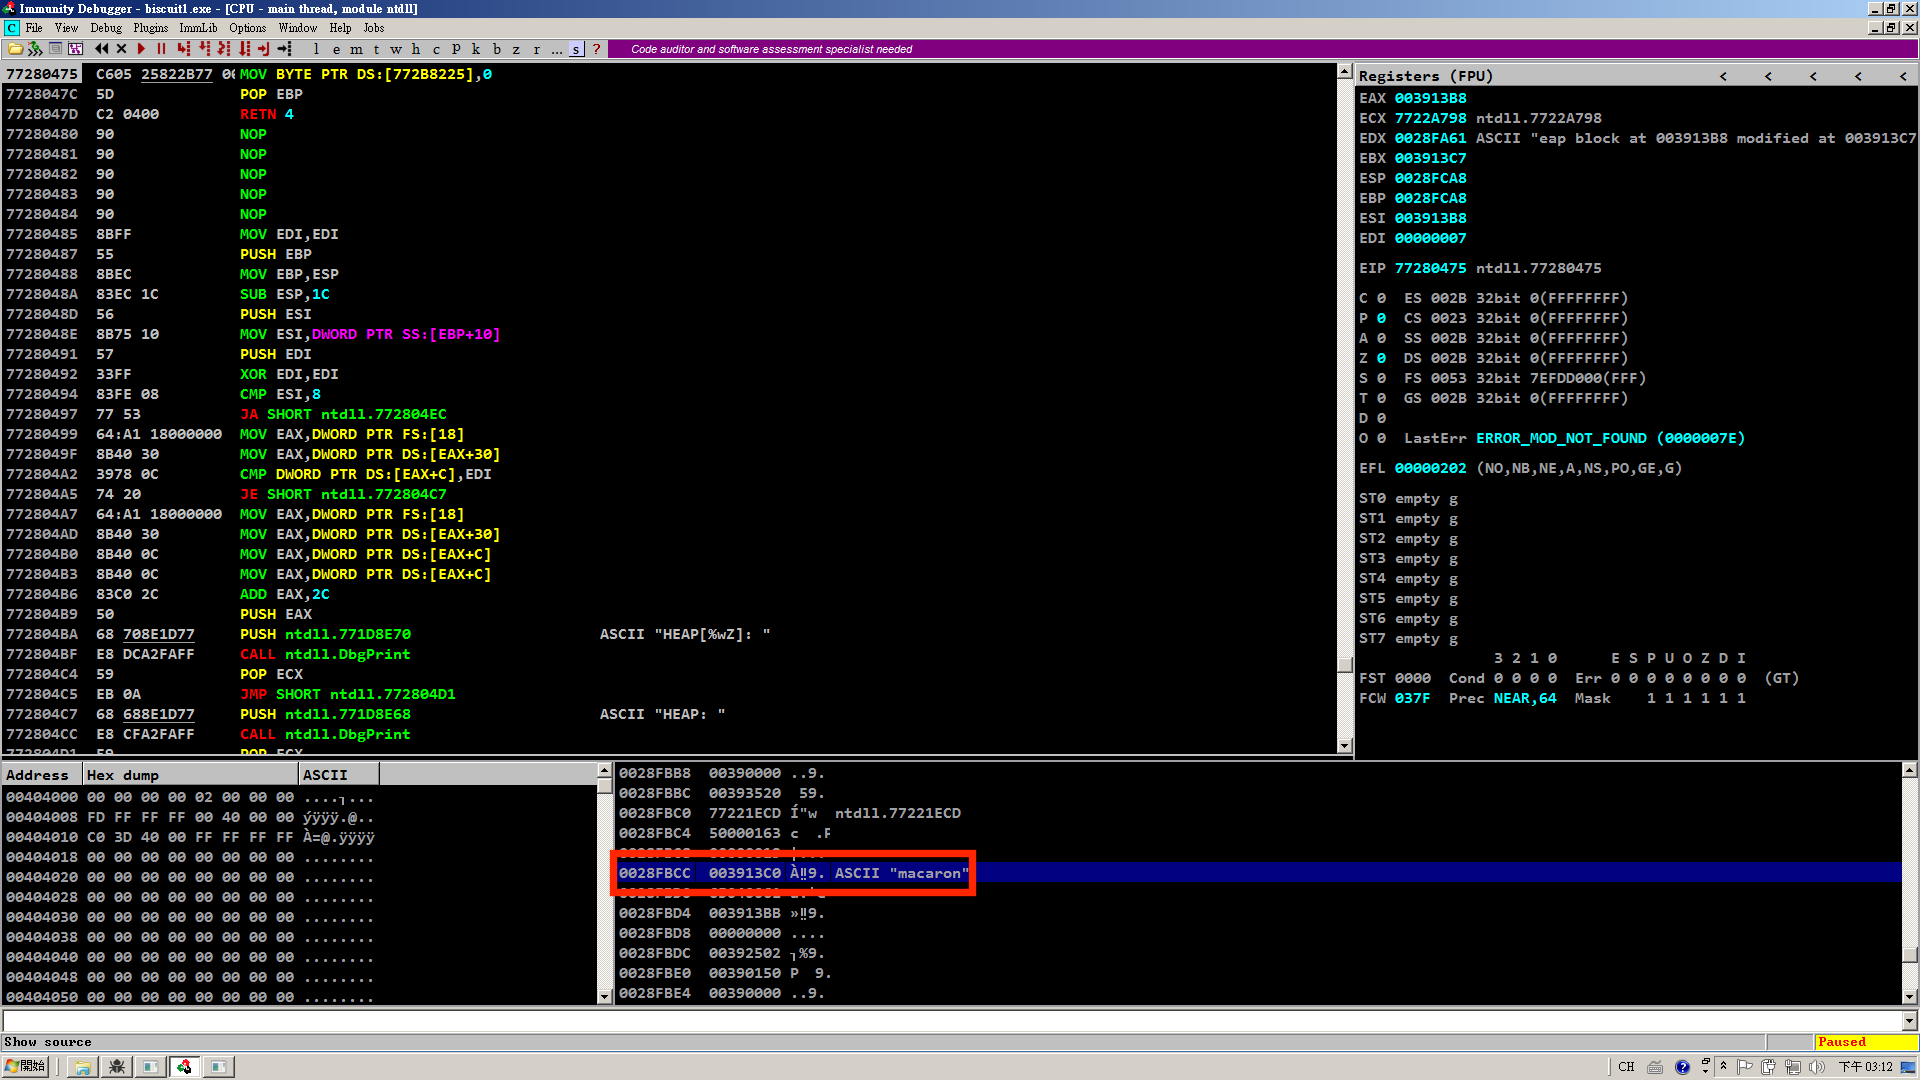 Immunity Debugger - biscuit1.exe - [CPU - main thread, module ntdll]
C File View Debug Plugins ImmLib Options Window Help Jobs
l e m t w h c P k b z r ... s ? Code auditor and software assessment specialist needed
77280475 C605 25822B77 00 MOV BYTE PTR DS:[772B8225],0
7728047C 5D POP EBP
7728047D C2 0400 RETN 4
77280480 90 NOP
77280481 90 NOP
77280482 90 NOP
77280483 90 NOP
77280484 90 NOP
77280485 8BFF MOV EDI,EDI
77280487 55 PUSH EBP
77280488 8BEC MOV EBP,ESP
7728048A 83EC 1C SUB ESP,1C
7728048D 56 PUSH ESI
7728048E 8B75 10 MOV ESI,DWORD PTR SS:[EBP+10]
77280491 57 PUSH EDI
77280492 33FF XOR EDI,EDI
77280494 83FE 08 CMP ESI,8
77280497 77 53 JA SHORT ntdll.772804EC
77280499 64:A1 18000000 MOV EAX,DWORD PTR FS:[18]
7728049F 8B40 30 MOV EAX,DWORD PTR DS:[EAX+30]
772804A2 3978 0C CMP DWORD PTR DS:[EAX+C],EDI
772804A5 74 20 JE SHORT ntdll.772804C7
772804A7 64:A1 18000000 MOV EAX,DWORD PTR FS:[18]
772804AD 8B40 30 MOV EAX,DWORD PTR DS:[EAX+30]
772804B0 8B40 0C MOV EAX,DWORD PTR DS:[EAX+C]
772804B3 8B40 0C MOV EAX,DWORD PTR DS:[EAX+C]
772804B6 83C0 2C ADD EAX,2C
772804B9 50 PUSH EAX
772804BA 68 708E1D77 PUSH ntdll.771D8E70 ASCII "HEAP[%wZ]: "
772804BF E8 DCA2FAFF CALL ntdll.DbgPrint
772804C4 59 POP ECX
772804C5 EB 0A JMP SHORT ntdll.772804D1
772804C7 68 688E1D77 PUSH ntdll.771D8E68 ASCII "HEAP: "
772804CC E8 CFA2FAFF CALL ntdll.DbgPrint
772804D1 59 POP ECX
Registers (FPU) < < < < <
EAX 003913B8
ECX 7722A798 ntdll.7722A798
EDX 0028FA61 ASCII "eap block at 003913B8 modified at 003913C7
EBX 003913C7
ESP 0028FCA8
EBP 0028FCA8
ESI 003913B8
EDI 00000007
EIP 77280475 ntdll.77280475
C 0 ES 002B 32bit 0(FFFFFFFF)
P 0 CS 0023 32bit 0(FFFFFFFF)
A 0 SS 002B 32bit 0(FFFFFFFF)
Z 0 DS 002B 32bit 0(FFFFFFFF)
S 0 FS 0053 32bit 7EFDD000(FFF)
T 0 GS 002B 32bit 0(FFFFFFFF)
D 0
O 0 LastErr ERROR_MOD_NOT_FOUND (0000007E)
EFL 00000202 (NO,NB,NE,A,NS,PO,GE,G)
ST0 empty g
ST1 empty g
ST2 empty g
ST3 empty g
ST4 empty g
ST5 empty g
ST6 empty g
ST7 empty g
3 2 1 0 E S P U O Z D I
FST 0000 Cond 0 0 0 0 Err 0 0 0 0 0 0 0 0 (GT)
FCW 037F Prec NEAR,64 Mask 1 1 1 1 1 1
Address Hex dump ASCII
00404000 00 00 00 00 02 00 00 00 ....┐...
00404008 FD FF FF FF 00 40 00 00 ýÿÿÿ.@..
00404010 C0 3D 40 00 FF FF FF FF À=@.ÿÿÿÿ
00404018 00 00 00 00 00 00 00 00 ........
00404020 00 00 00 00 00 00 00 00 ........
00404028 00 00 00 00 00 00 00 00 ........
00404030 00 00 00 00 00 00 00 00 ........
00404038 00 00 00 00 00 00 00 00 ........
00404040 00 00 00 00 00 00 00 00 ........
00404048 00 00 00 00 00 00 00 00 ........
00404050 00 00 00 00 00 00 00 00 ........
0028FBB8 00390000 ..9.
0028FBBC 00393520 59.
0028FBC0 77221ECD Í"w ntdll.77221ECD
0028FBC4 50000163 c .P
0028FBCC 003913C0 À‼9. ASCII "macaron"
0028FBD4 003913BB »‼9.
0028FBD8 00000000 ....
0028FBDC 00392502 ┐%9.
0028FBE0 00390150 P 9.
0028FBE4 00390000 ..9.
Show source
Paused
開始
CH
下午 03:12